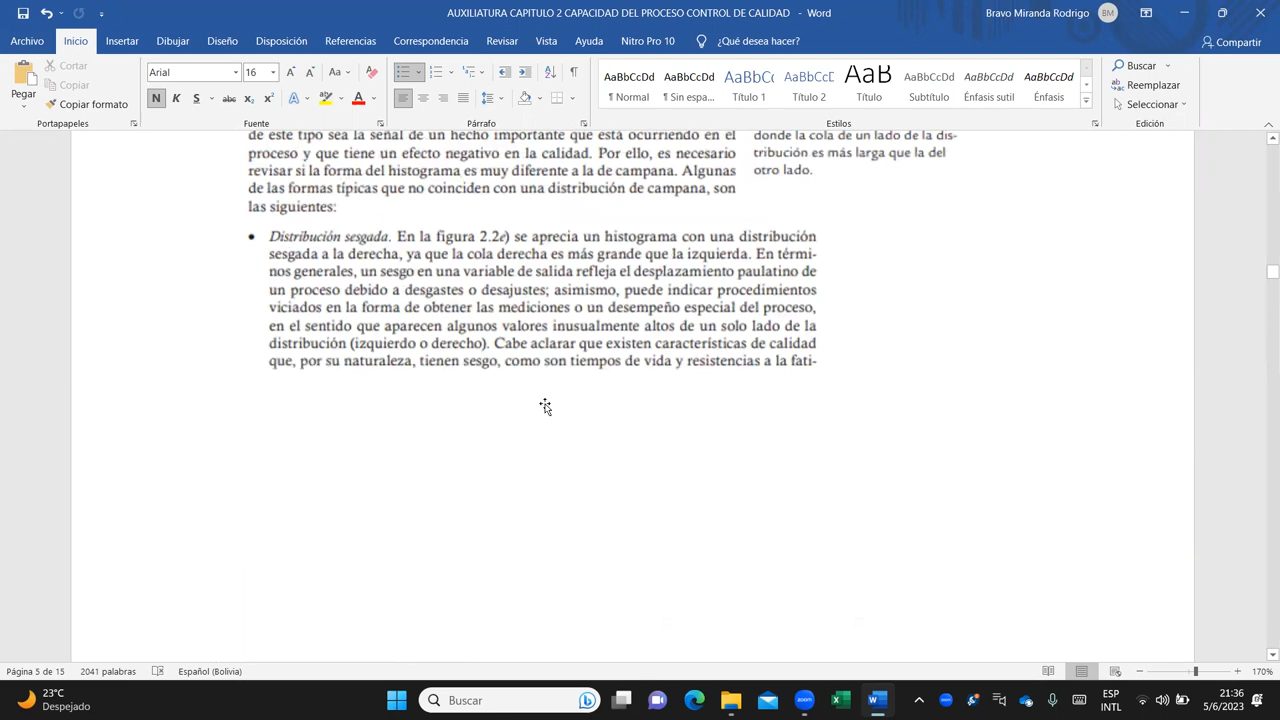 AUXILIATURA CAPITULO 2 CAPACIDAD DEL PROCESO CONTROL DE CALIDAD - Word
Bravo Miranda Rodrigo BM
Archivo Inicio Insertar Dibujar Diseño Disposición Referencias Correspondencia Revisar Vista Ayuda Nitro Pro 10 ¿Qué desea hacer? Compartir
Pegar
Cortar
Copiar
Copiar formato
Portapapeles
Arial 16
Aa
N K S abc x₂ x² A A
Fuente
Párrafo
AaBbCcDd AaBbCcDd AaBbCc AaBbCcD AaB AaBbCcDd AaBbCcDd AaBbCcDd
¶ Normal ¶ Sin espa... Título 1 Título 2 Título Subtítulo Énfasis sutil Énfasis
Estilos
Buscar
Reemplazar
Seleccionar
Edición
de este tipo sea la señal de un hecho importante que está ocurriendo en el
proceso y que tiene un efecto negativo en la calidad. Por ello, es necesario
revisar si la forma del histograma es muy diferente a la de campana. Algunas
de las formas típicas que no coinciden con una distribución de campana, son
las siguientes:
donde la cola de un lado de la dis-
tribución es más larga que la del
otro lado.
• Distribución sesgada. En la figura 2.2e) se aprecia un histograma con una distribución
sesgada a la derecha, ya que la cola derecha es más grande que la izquierda. En térmi-
nos generales, un sesgo en una variable de salida refleja el desplazamiento paulatino de
un proceso debido a desgastes o desajustes; asimismo, puede indicar procedimientos
viciados en la forma de obtener las mediciones o un desempeño especial del proceso,
en el sentido que aparecen algunos valores inusualmente altos de un solo lado de la
distribución (izquierdo o derecho). Cabe aclarar que existen características de calidad
que, por su naturaleza, tienen sesgo, como son tiempos de vida y resistencias a la fati-
Página 5 de 15 2041 palabras Español (Bolivia) 170%
23°C
Despejado
Buscar
ESP
INTL
21:36
5/6/2023